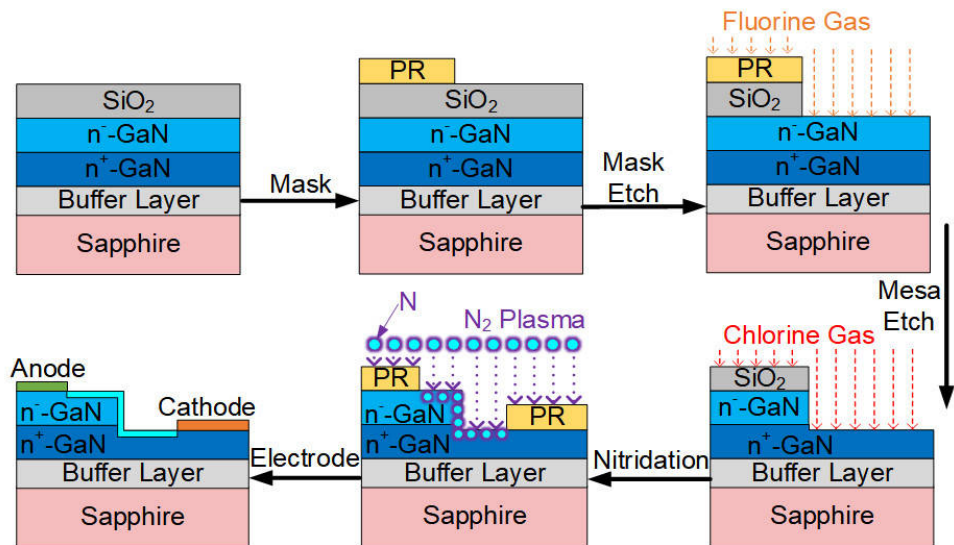 SiO₂
n⁻-GaN
n⁺-GaN
Buffer Layer
Sapphire
Mask
PR
SiO₂
n⁻-GaN
n⁺-GaN
Buffer Layer
Sapphire
Mask
Etch
Fluorine Gas
PR
SiO₂
n⁻-GaN
n⁺-GaN
Buffer Layer
Sapphire
Mesa
Etch
Chlorine Gas
SiO₂
n⁻-GaN
n⁺-GaN
Buffer Layer
Sapphire
Nitridation
N
N₂ Plasma
PR
n⁻-GaN
PR
n⁺-GaN
Buffer Layer
Sapphire
Electrode
Anode
n⁻-GaN
Cathode
n⁺-GaN
Buffer Layer
Sapphire